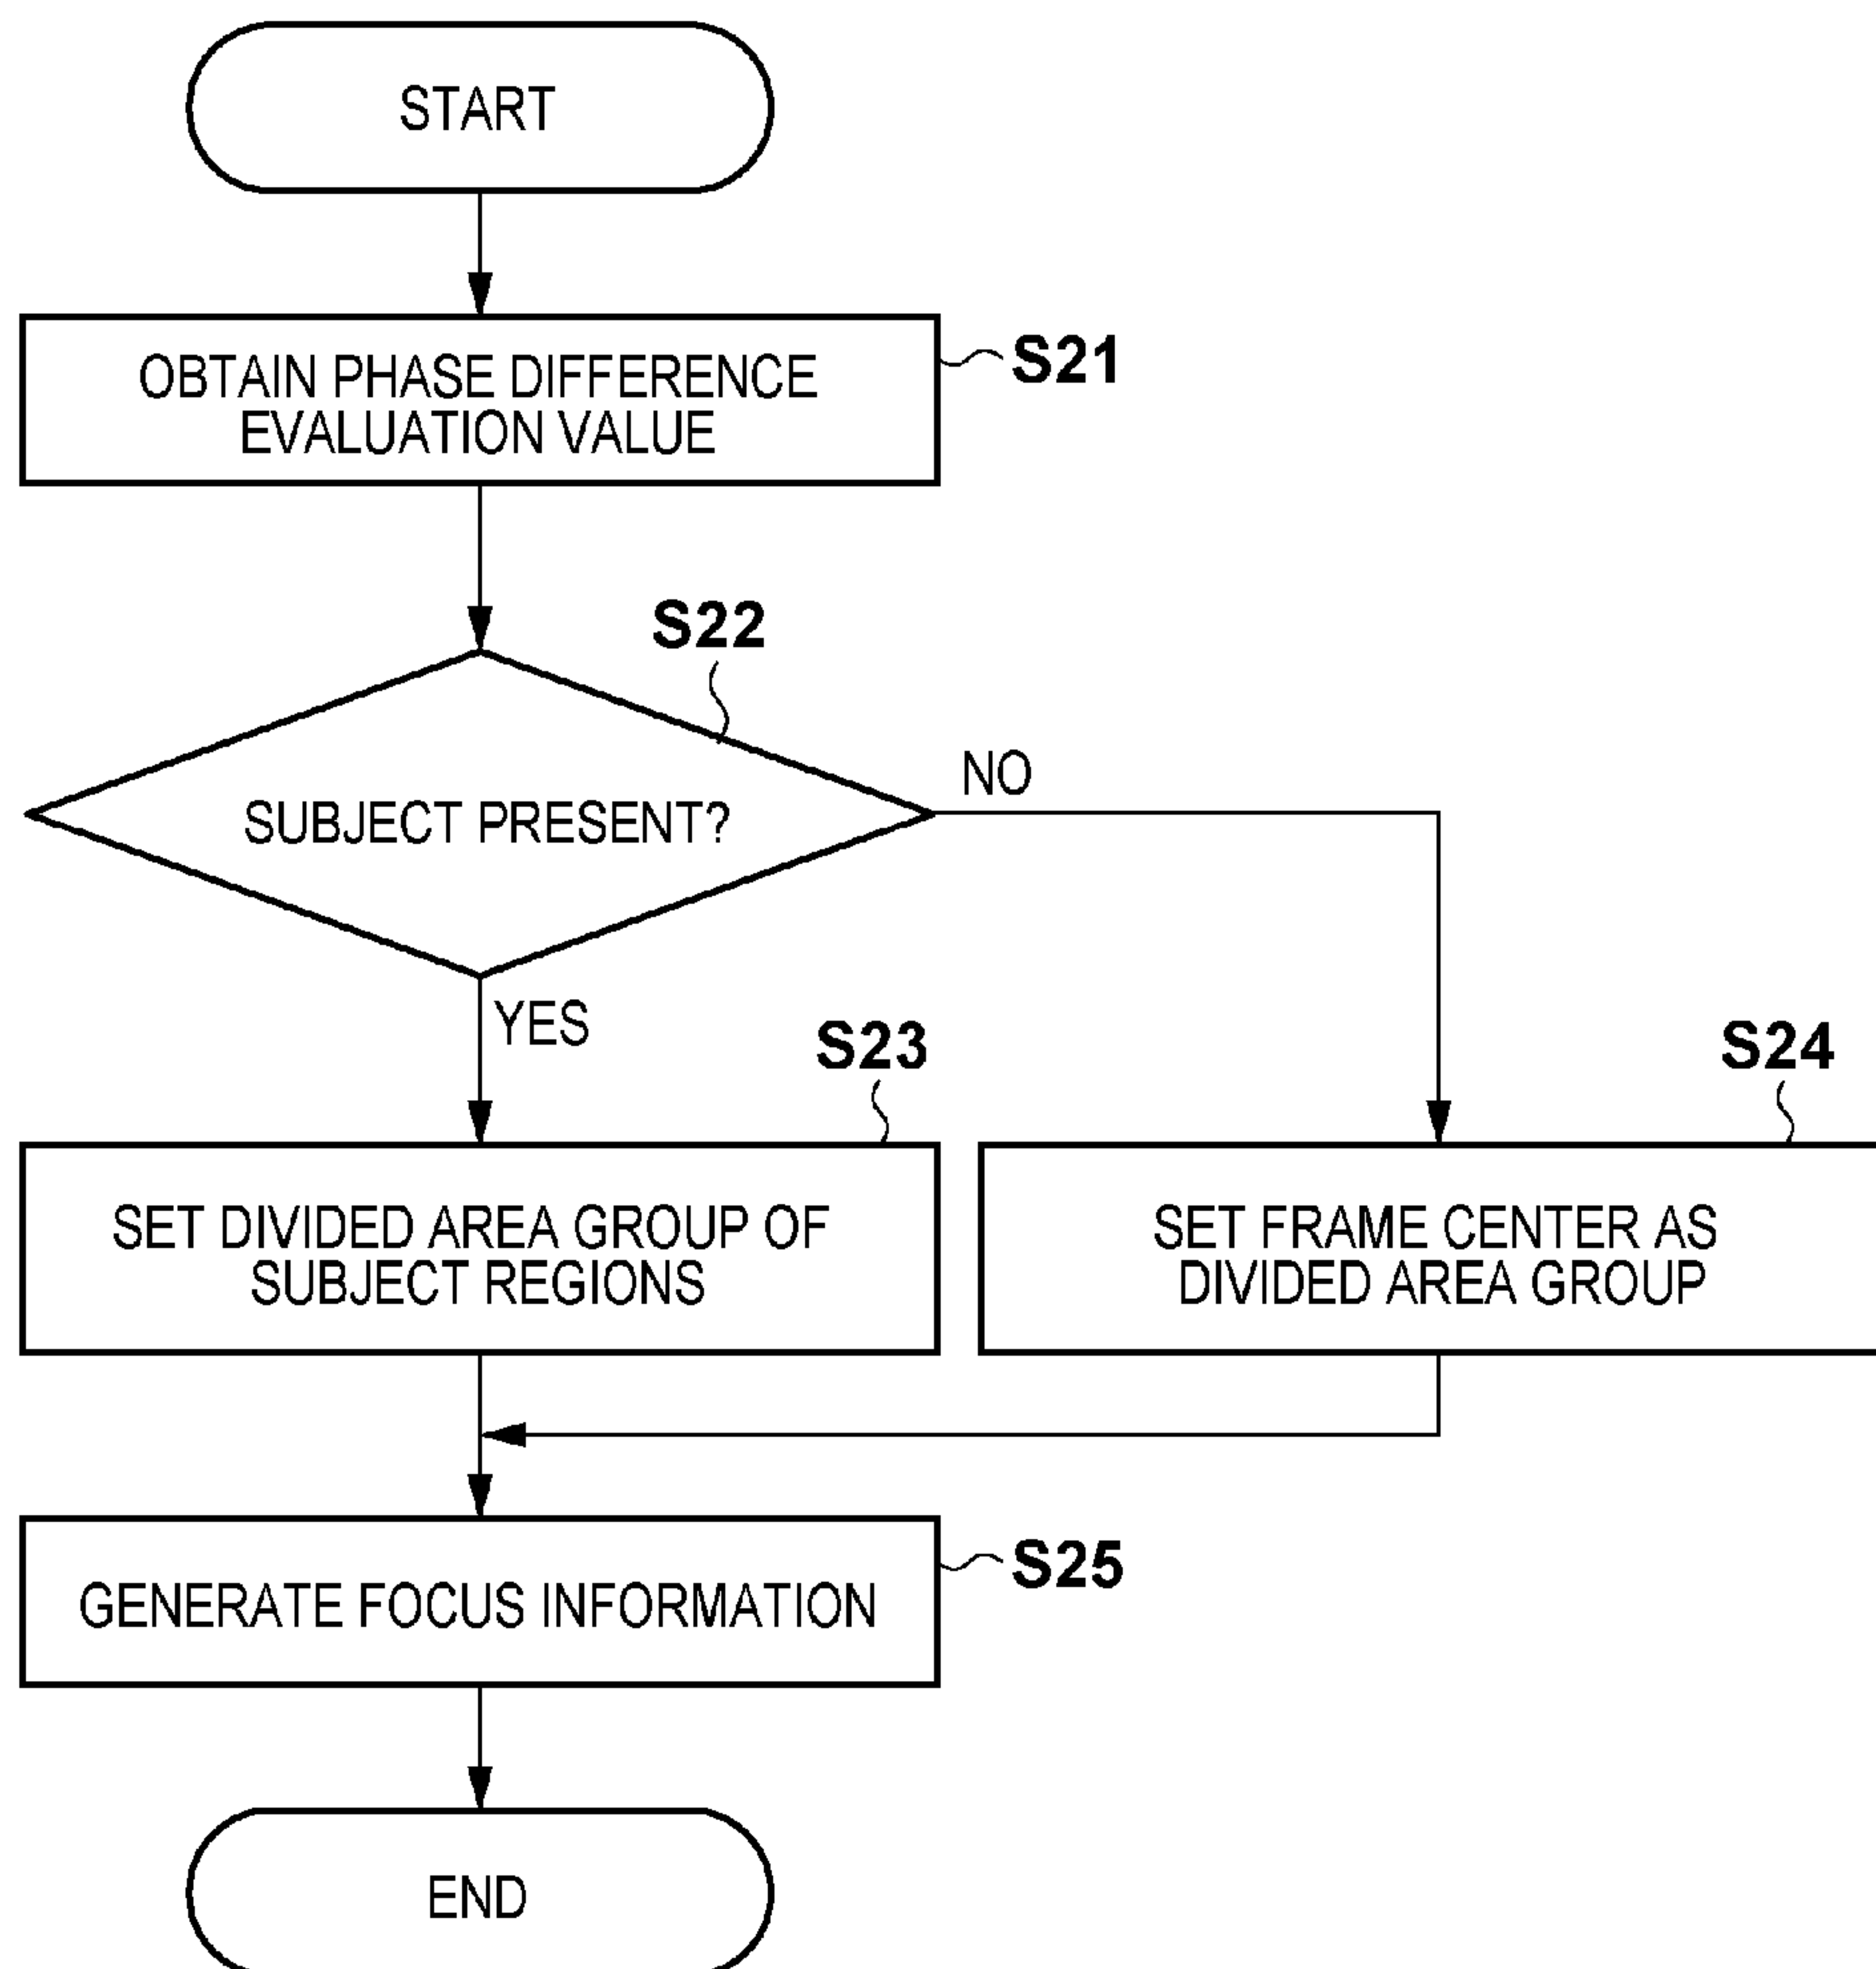 START
OBTAIN PHASE DIFFERENCE
EVALUATION VALUE
S21
S22
SUBJECT PRESENT?
NO
YES
S23
SET DIVIDED AREA GROUP OF
SUBJECT REGIONS
S24
SET FRAME CENTER AS
DIVIDED AREA GROUP
GENERATE FOCUS INFORMATION
S25
END